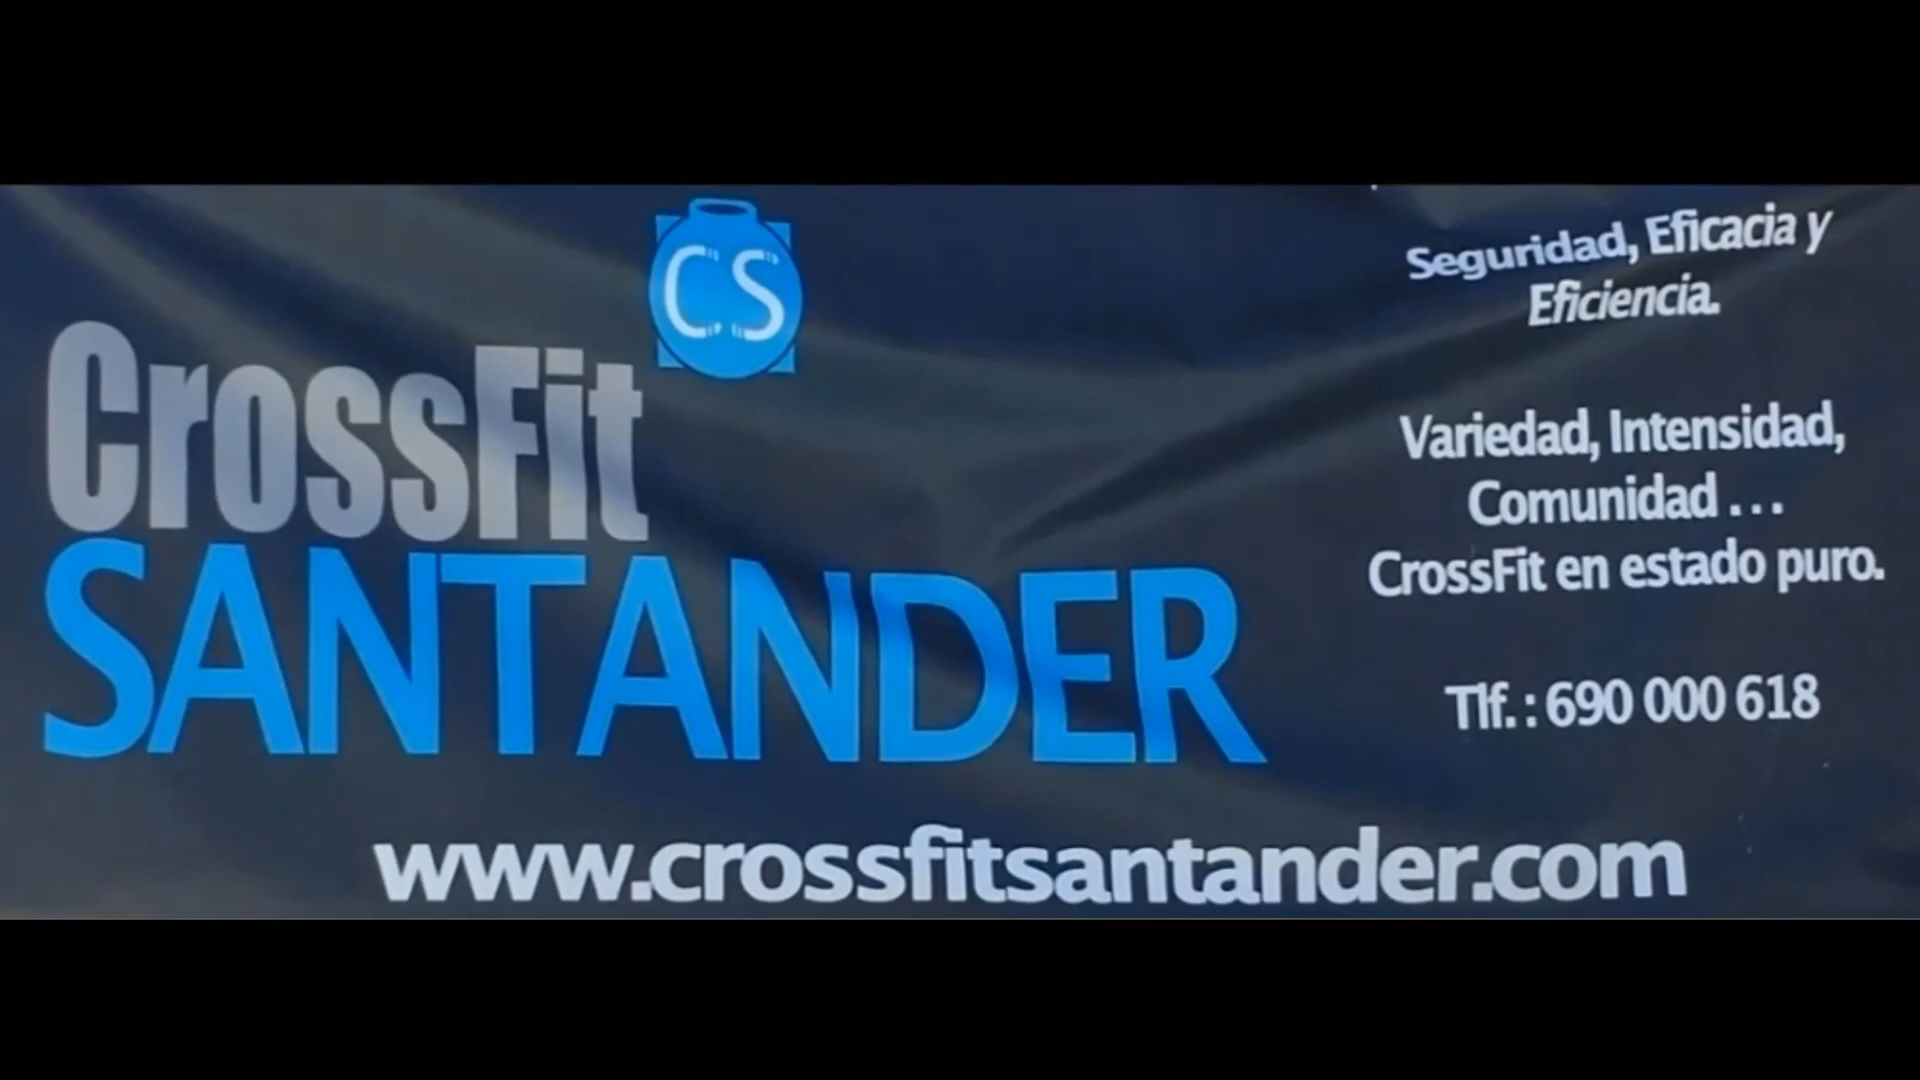 CS
CrossFit
SANTANDER
Seguridad, Eficacia y
Eficiencia.
Variedad, Intensidad,
Comunidad ...
CrossFit en estado puro.
Tlf. : 690 000 618
www.crossfitsantander.com